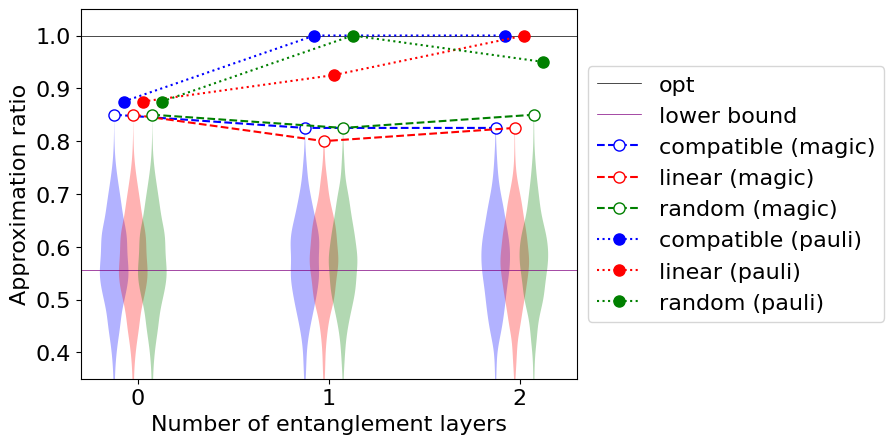 Approximation ratio
1.0
0.9
0.8
0.7
0.6
0.5
0.4
0 1 2
Number of entanglement layers
opt
lower bound
compatible (magic)
linear (magic)
random (magic)
compatible (pauli)
linear (pauli)
random (pauli)